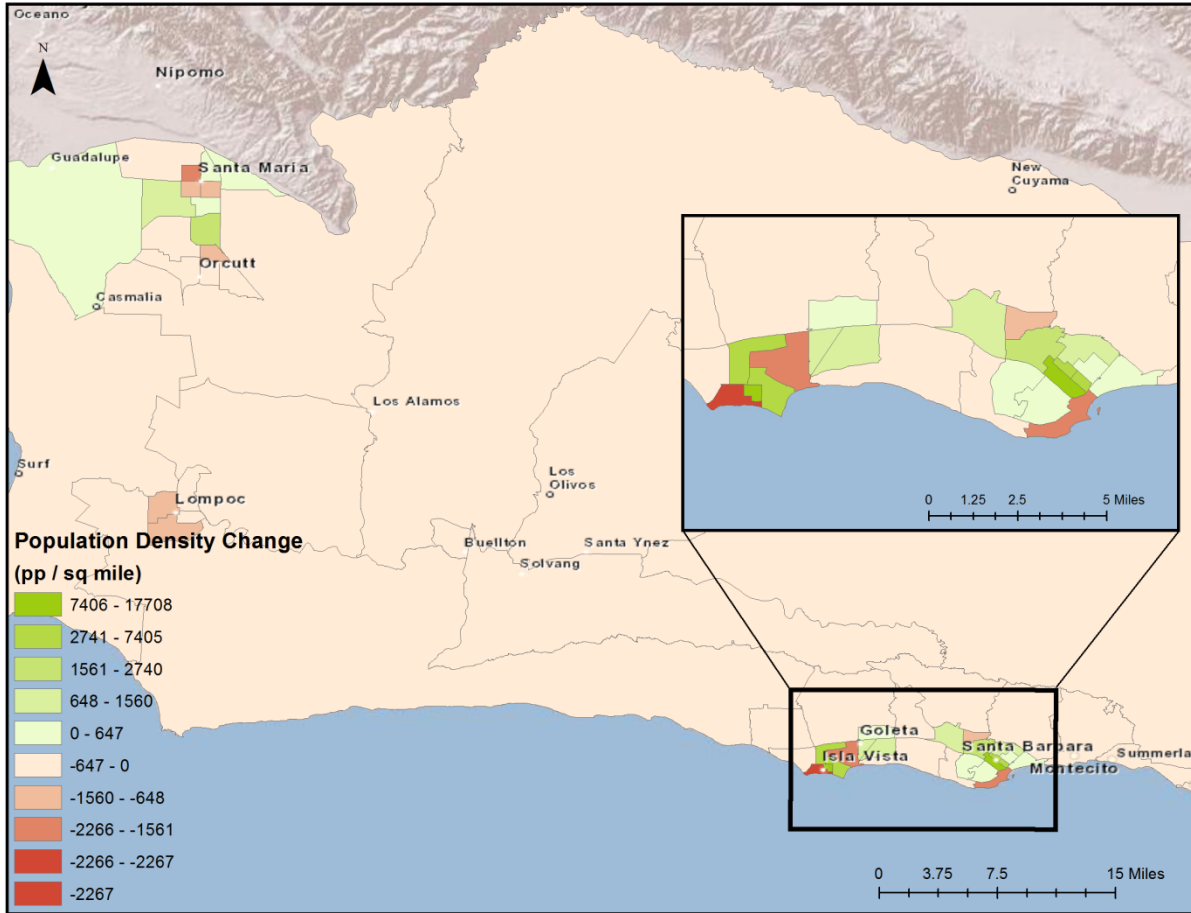 Oceano
N
Nipomo
Guadalupe
Santa Maria
New
Cuyama
Orcutt
Casmalia
Los Alamos
Surf
Los
Olivos
Lompoc
0 1.25 2.5 5 Miles
Population Density Change
(pp / sq mile)
Buellton
Santa Ynez
Solvang
7406 - 17708
2741 - 7405
1561 - 2740
648 - 1560
0 - 647
-647 - 0
-1560 - -648
-2266 - -1561
-2266 - -2267
-2267
Goleta
Isla Vista
Santa Barbara
Summerla
Montecito
0 3.75 7.5 15 Miles